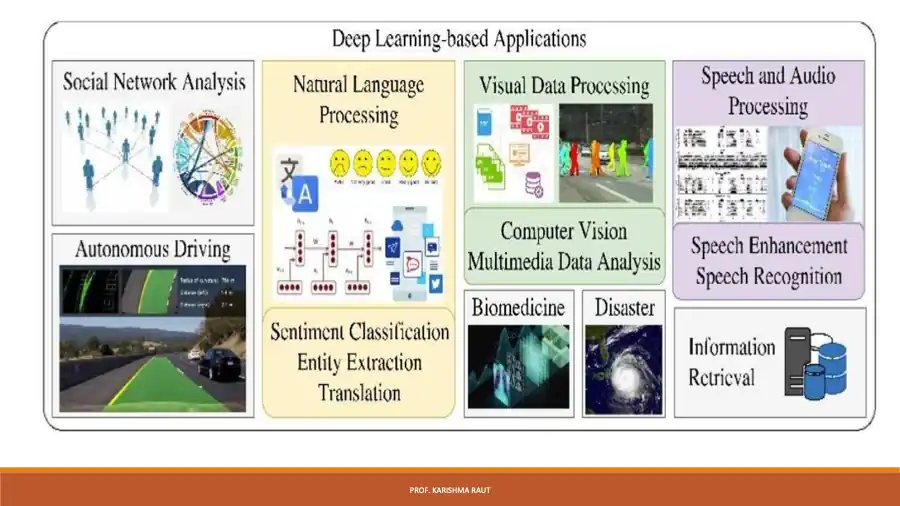 Deep Learning-based Applications
Social Network Analysis
Autonomous Driving
Natural Language
Processing
文
A
Sentiment Classification
Entity Extraction
Translation
Visual Data Processing
Computer Vision
Multimedia Data Analysis
Biomedicine
Disaster
Speech and Audio
Processing
Speech Enhancement
Speech Recognition
Information
Retrieval
PROF. KARISHMA RAUT